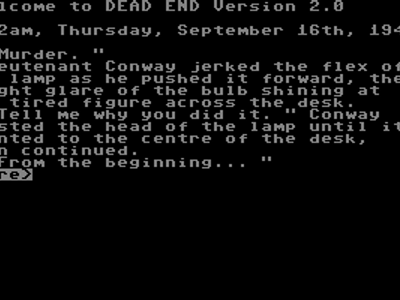 lcome to DEAD END Version 2.0
2am, Thursday, September 16th, 194
Murder. "
eutenant Conway jerked the flex of
lamp as he pushed it forward, the
ght glare of the bulb shining at
tired figure across the desk.
Tell me why you did it. " Conway
sted the head of the lamp until it
nted to the centre of the desk,
n continued.
From the beginning... "
re>